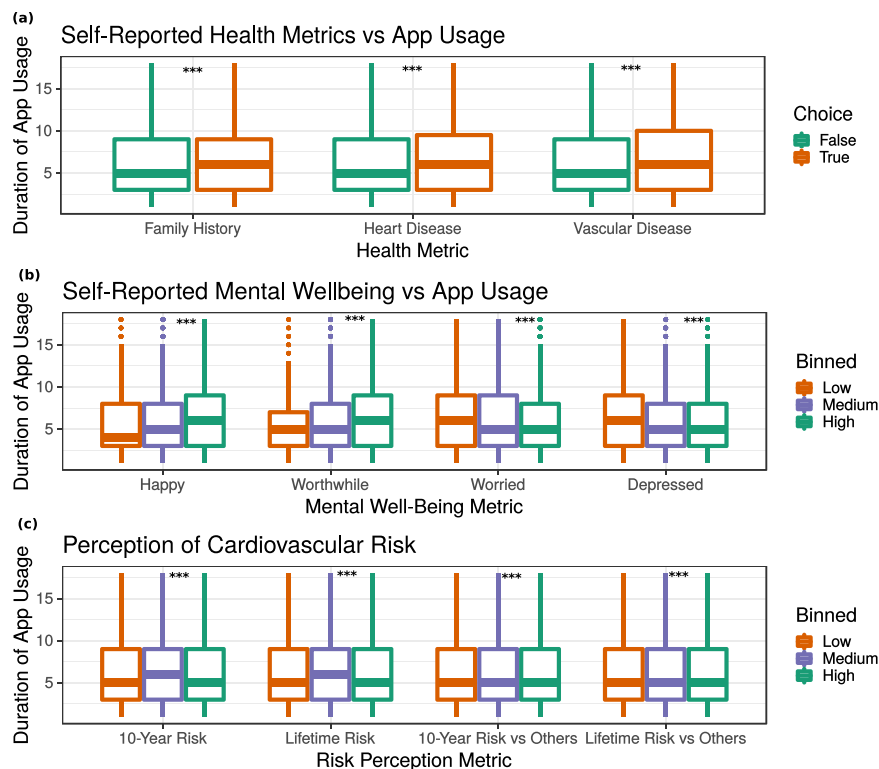 (a)
Self-Reported Health Metrics vs App Usage
Duration of App Usage
15
10
5
*** *** ***
Family History Heart Disease Vascular Disease
Health Metric
Choice
False
True
(b)
Self-Reported Mental Wellbeing vs App Usage
Duration of App Usage
15
10
5
*** *** *** ***
Happy Worthwhile Worried Depressed
Mental Well-Being Metric
Binned
Low
Medium
High
(c)
Perception of Cardiovascular Risk
Duration of App Usage
15
10
5
*** *** *** ***
10-Year Risk Lifetime Risk 10-Year Risk vs Others Lifetime Risk vs Others
Risk Perception Metric
Binned
Low
Medium
High